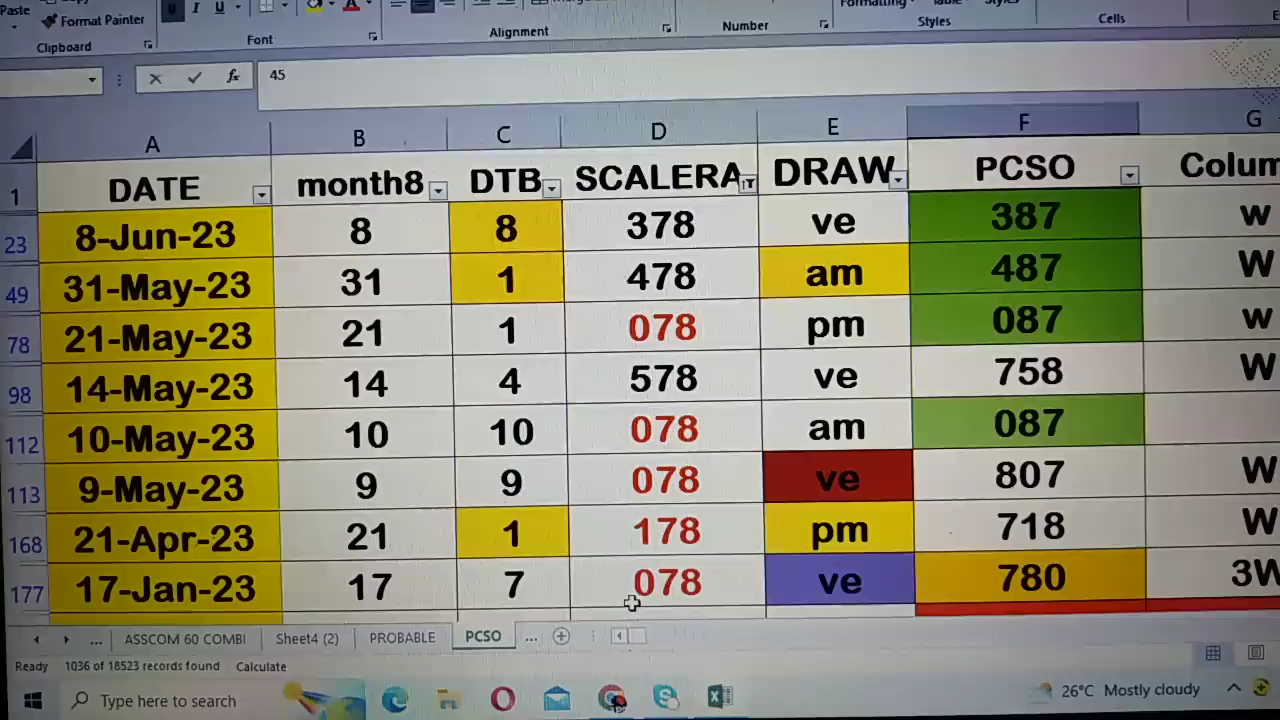 Paste
Format Painter
Clipboard
I U
A
Font
Alignment
Number
Formatting
Styles
Styles
Cells
fx
45
A B C D E F G
1 DATE month8 DTB SCALERA DRAW PCSO Colum
23 8-Jun-23 8 8 378 ve 387 w
49 31-May-23 31 1 478 am 487 W
78 21-May-23 21 1 078 pm 087 w
98 14-May-23 14 4 578 ve 758 W
112 10-May-23 10 10 078 am 087
113 9-May-23 9 9 078 ve 807 W
168 21-Apr-23 21 1 178 pm 718 W
177 17-Jan-23 17 7 078 ve 780 3W
... ASSCOM 60 COMBI Sheet4 (2) PROBABLE PCSO ...
Ready 1036 of 18523 records found Calculate
Type here to search
26°C Mostly cloudy